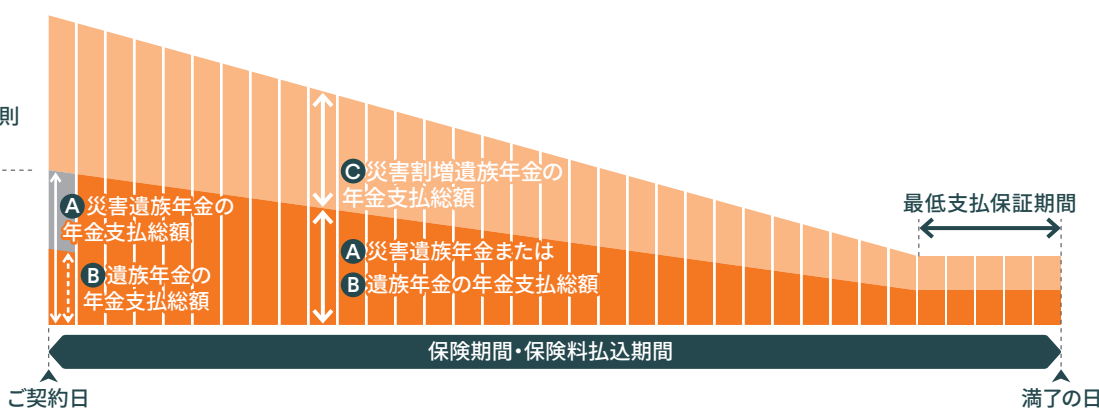 則
A災害遺族年金の
年金支払総額
B遺族年金の
年金支払総額
C災害割増遺族年金の
年金支払総額
A災害遺族年金または
B遺族年金の年金支払総額
最低支払保証期間
保険期間・保険料払込期間
ご契約日
満了の日